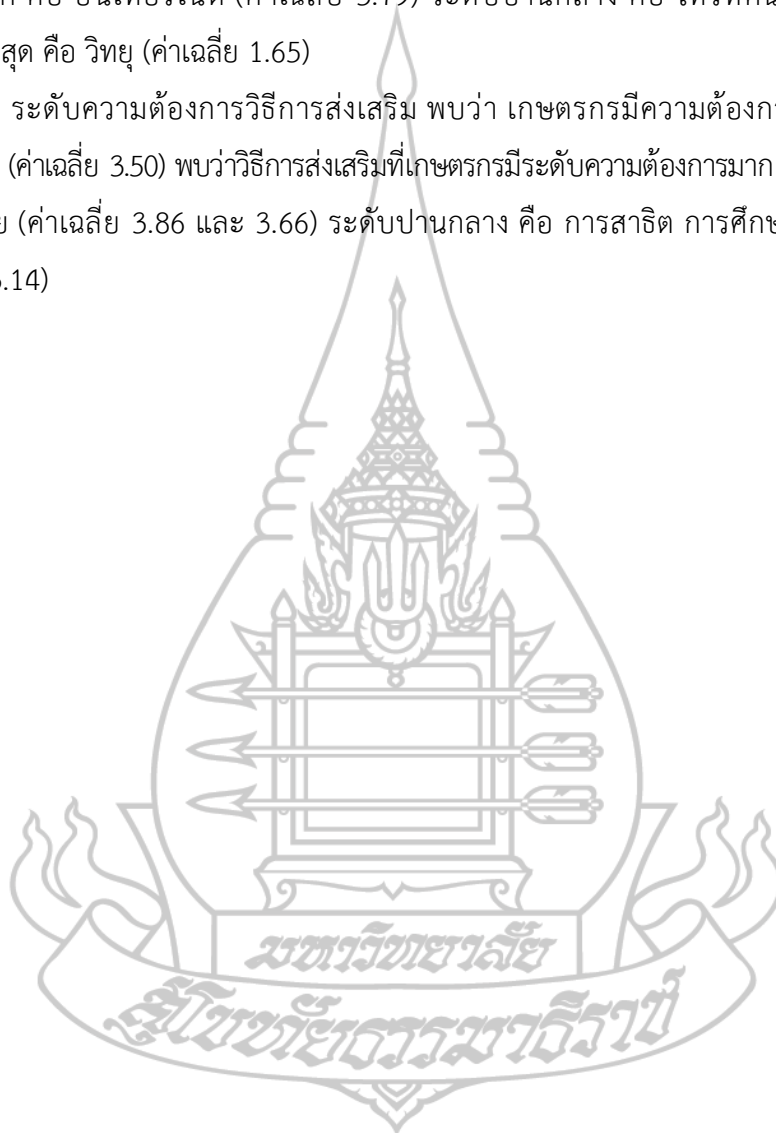 สุด คือ วิทยุ (ค่าเฉลี่ย 1.65)
ระดับความต้องการวิธีการส่งเสริม พบว่า เกษตรกรมีความต้องก
(ค่าเฉลี่ย 3.50) พบว่าวิธีการส่งเสริมที่เกษตรกรมีระดับความต้องการมาก
(ค่าเฉลี่ย 3.86 และ 3.66) ระดับปานกลาง คือ การสาธิต การศึกษ
.14)
มหาวิทยาลัย
สุโขทัยธรรมาธิราช